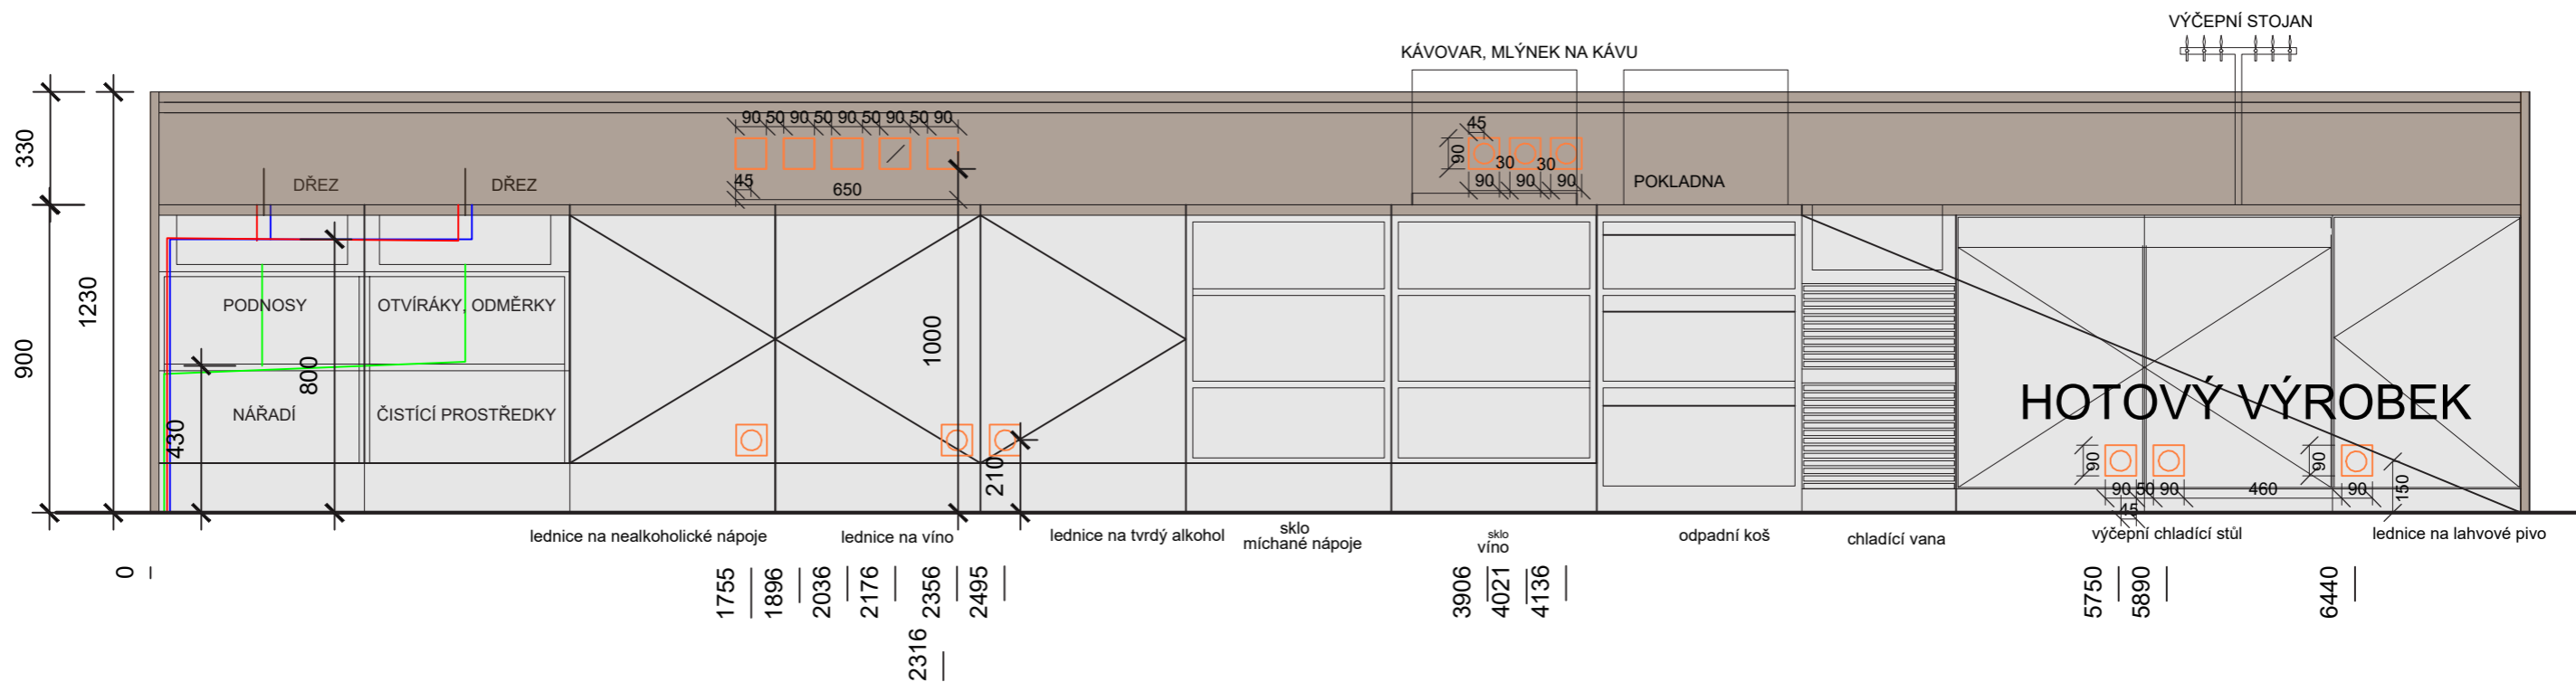 VÝČEPNÍ STOJAN
KÁVOVAR, MLÝNEK NA KÁVU
90 50 90 50 90 50 90 50 90
45
90
30
30
330
1230
900
DŘEZ
DŘEZ
45
650
90
90
90
POKLADNA
PODNOSY
OTVÍRÁKY, ODMĚRKY
1000
800
NÁŘADÍ
ČISTÍCÍ PROSTŘEDKY
430
210
HOTOVÝ VÝROBEK
90
90
90 50 90
460
90
150
45
lednice na nealkoholické nápoje
lednice na víno
lednice na tvrdý alkohol
sklo
míchané nápoje
sklo
víno
odpadní koš
chladící vana
výčepní chladící stůl
lednice na lahvové pivo
0
1755
1896
2036
2176
2356
2495
3906
4021
4136
5750
5890
6440
2316